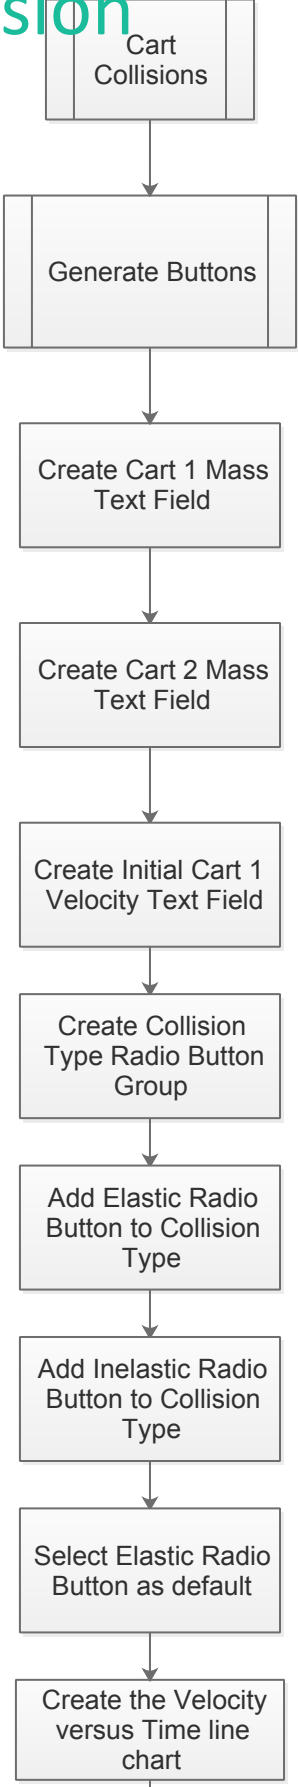 Cart
Collisions
Generate Buttons
Create Cart 1 Mass
Text Field
Create Cart 2 Mass
Text Field
Create Initial Cart 1
Velocity Text Field
Create Collision
Type Radio Button
Group
Add Elastic Radio
Button to Collision
Type
Add Inelastic Radio
Button to Collision
Type
Select Elastic Radio
Button as default
Create the Velocity
versus Time line
chart